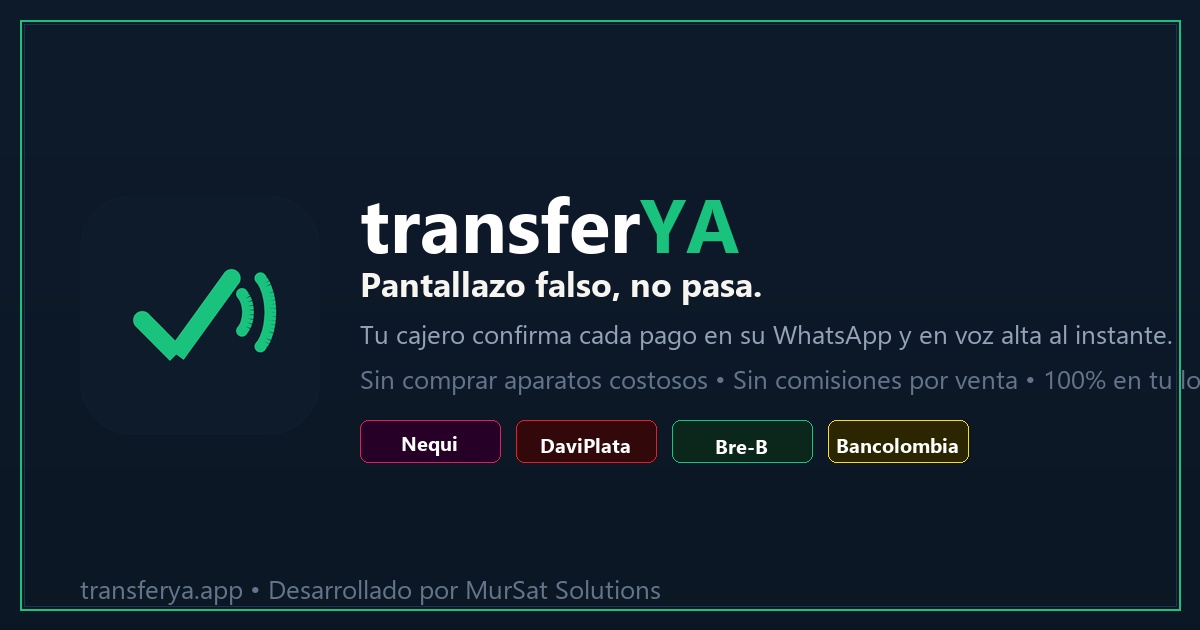 transferYA
Pantallazo falso, no pasa.
Tu cajero confirma cada pago en su WhatsApp y en voz alta al instante.
Sin comprar aparatos costosos • Sin comisiones por venta • 100% en tu lo
Nequi DaviPlata Bre-B Bancolombia
transferya.app • Desarrollado por MurSat Solutions